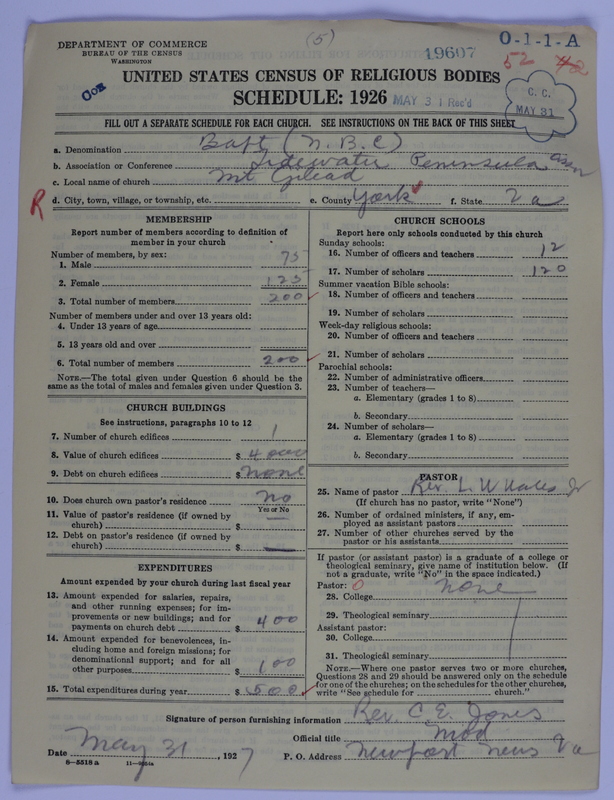 DEPARTMENT OF COMMERCE
BUREAU OF THE CENSUS
WASHINGTON
(5)
19607
O-1-1-A
52
UNITED STATES CENSUS OF RELIGIOUS BODIES
SCHEDULE: 1926
MAY 31 Rec'd
C. C.
MAY 31
FILL OUT A SEPARATE SCHEDULE FOR EACH CHURCH. SEE INSTRUCTIONS ON THE BACK OF THIS SHEET
a. Denomination Bapt (N.B.C)
b. Association or Conference Tidewater Peninsula assn
c. Local name of church Mt Gilead
R
d. City, town, village, or township, etc. e. County York f. State Va
MEMBERSHIP
Report number of members according to definition of
member in your church
Number of members, by sex:
1. Male 75
2. Female 125
3. Total number of members 200
Number of members under and over 13 years old:
4. Under 13 years of age
5. 13 years old and over
6. Total number of members 200
NOTE.—The total given under Question 6 should be
the same as the total of males and females given under Question 3.
CHURCH BUILDINGS
See instructions, paragraphs 10 to 12
7. Number of church edifices 1
8. Value of church edifices $ 4000
9. Debt on church edifices $ none
10. Does church own pastor's residence No
Yes or No
11. Value of pastor's residence (if owned by
church) $
12. Debt on pastor's residence (if owned by
church) $
EXPENDITURES
Amount expended by your church during last fiscal year
13. Amount expended for salaries, repairs,
and other running expenses; for im-
provements or new buildings; and for
payments on church debt $ 400
14. Amount expended for benevolences, in-
cluding home and foreign missions; for
denominational support; and for all
other purposes $ 100
15. Total expenditures during year $ 500
CHURCH SCHOOLS
Report here only schools conducted by this church
Sunday schools:
16. Number of officers and teachers 12
17. Number of scholars 120
Summer vacation Bible schools:
18. Number of officers and teachers
19. Number of scholars
Week-day religious schools:
20. Number of officers and teachers
21. Number of scholars
Parochial schools:
22. Number of administrative officers
23. Number of teachers—
a. Elementary (grades 1 to 8)
b. Secondary
24. Number of scholars—
a. Elementary (grades 1 to 8)
b. Secondary
PASTOR
25. Name of pastor Rev. L. W Wales Jr
(If church has no pastor, write "None")
26. Number of ordained ministers, if any, em-
ployed as assistant pastors
27. Number of other churches served by the
pastor or his assistants
If pastor (or assistant pastor) is a graduate of a college or
theological seminary, give name of institution below. (If
not a graduate, write "No" in the space indicated.)
Pastor: O
28. College none
29. Theological seminary
Assistant pastor:
30. College
31. Theological seminary
NOTE.—Where one pastor serves two or more churches,
Questions 28 and 29 should be answered only on the schedule
for one of the churches; on the schedules for the other churches,
write "See schedule for church."
Signature of person furnishing information Rev. C. E. Jones
Official title Mod
Date May 31, 1927 P. O. Address Newport News Va
8—5518 a